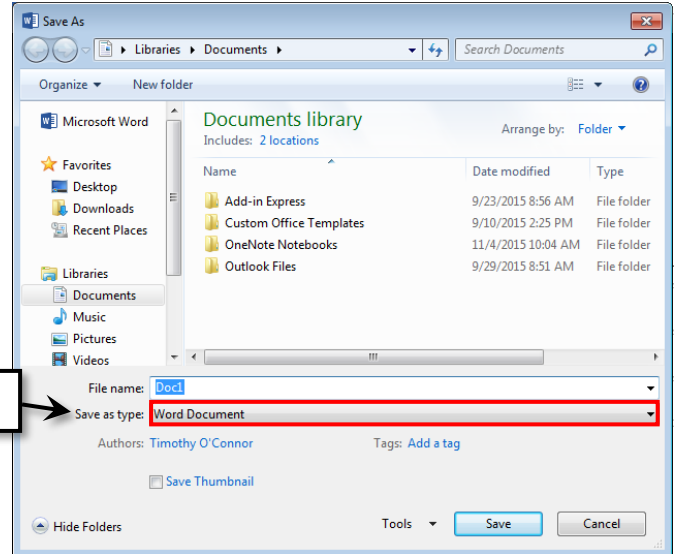 Save As
Libraries Documents
Search Documents
Organize New folder
Microsoft Word
Favorites
Desktop
Downloads
Recent Places
Libraries
Documents
Music
Pictures
Videos
Documents library
Includes: 2 locations
Arrange by: Folder
Name Date modified Type
Add-in Express 9/23/2015 8:56 AM File folder
Custom Office Templates 9/10/2015 2:25 PM File folder
OneNote Notebooks 11/4/2015 10:04 AM File folder
Outlook Files 9/29/2015 8:51 AM File folder
File name: Doc1
Save as type: Word Document
Authors: Timothy O'Connor Tags: Add a tag
Save Thumbnail
Hide Folders Tools Save Cancel